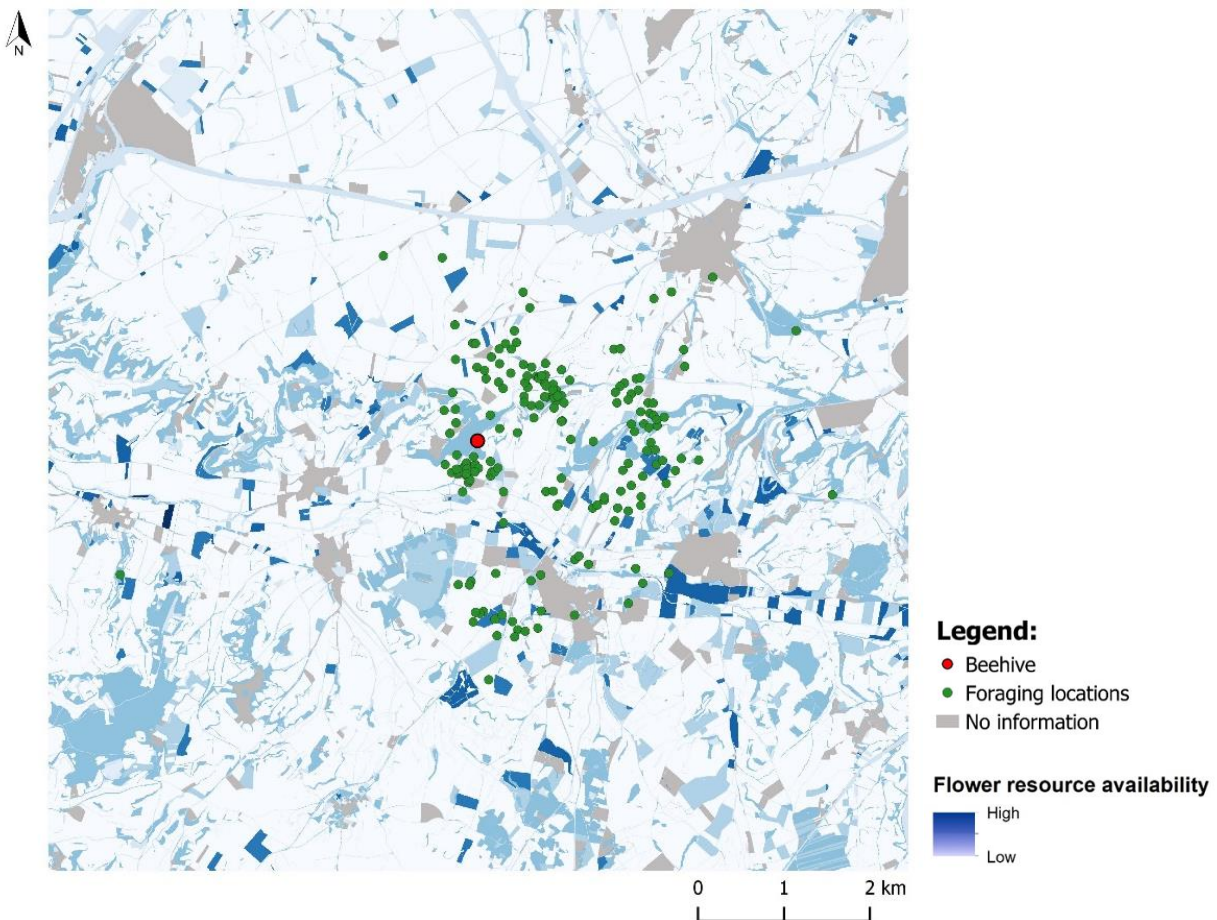 N
Legend:
Beehive
Foraging locations
No information
Flower resource availability
High
Low
0 1 2 km